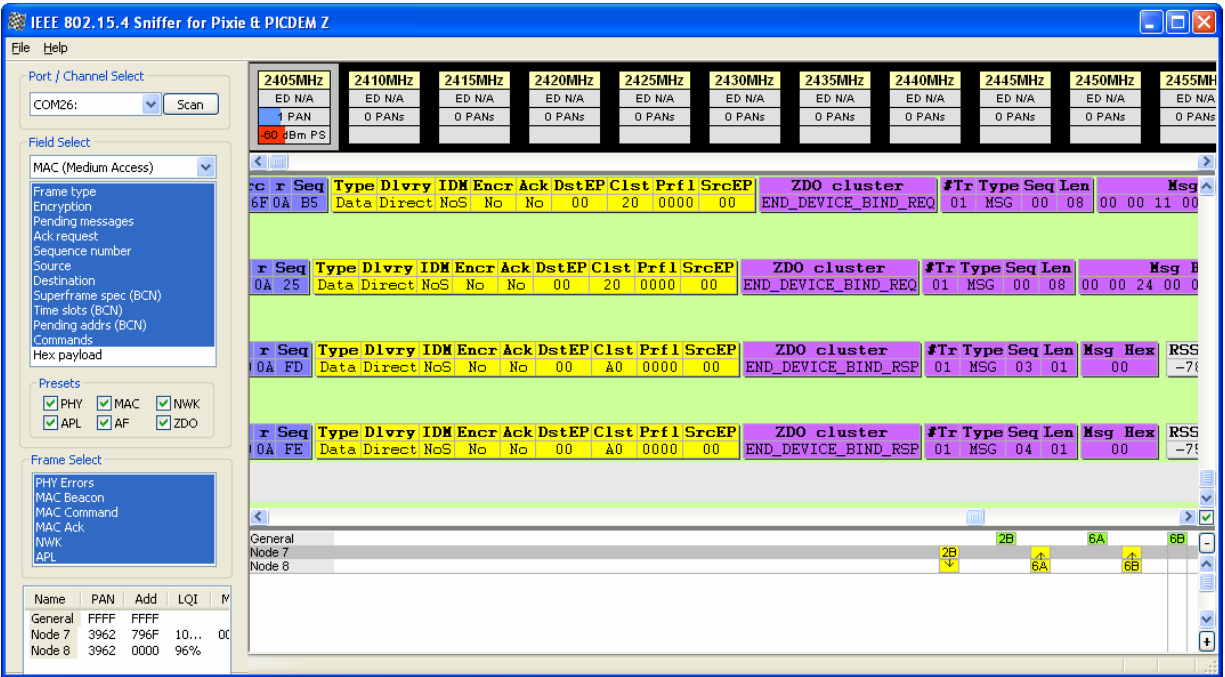 IEEE 802.15.4 Sniffer for Pixie & PICDEM Z
File Help
Port / Channel Select
COM26: Scan
Field Select
MAC (Medium Access)
Frame type
Encryption
Pending messages
Ack request
Sequence number
Source
Destination
Superframe spec (BCN)
Time slots (BCN)
Pending addrs (BCN)
Commands
Hex payload
Presets
PHY MAC NWK
APL AF ZDO
Frame Select
PHY Errors
MAC Beacon
MAC Command
MAC Ack
NWK
APL
Name PAN Add LQI M
General FFFF FFFF
Node 7 3962 796F 10... 00
Node 8 3962 0000 96%
2405MHz 2410MHz 2415MHz 2420MHz 2425MHz 2430MHz 2435MHz 2440MHz 2445MHz 2450MHz 2455MH
ED N/A ED N/A ED N/A ED N/A ED N/A ED N/A ED N/A ED N/A ED N/A ED N/A ED N/A
1 PAN 0 PANs 0 PANs 0 PANs 0 PANs 0 PANs 0 PANs 0 PANs 0 PANs 0 PANs 0 PANs
-60 dBm PS
rc r Seq Type Dlvry IDM Encr Ack DstEP Clst Prfl SrcEP ZDO cluster #Tr Type Seq Len Msg
6F 0A B5 Data Direct NoS No No 00 20 0000 00 END_DEVICE_BIND_REQ 01 MSG 00 08 00 00 11 00
r Seq Type Dlvry IDM Encr Ack DstEP Clst Prfl SrcEP ZDO cluster #Tr Type Seq Len Msg H
0A 25 Data Direct NoS No No 00 20 0000 00 END_DEVICE_BIND_REQ 01 MSG 00 08 00 00 24 00 0
r Seq Type Dlvry IDM Encr Ack DstEP Clst Prfl SrcEP ZDO cluster #Tr Type Seq Len Msg Hex RSS
0A FD Data Direct NoS No No 00 A0 0000 00 END_DEVICE_BIND_RSP 01 MSG 03 01 00 -78
r Seq Type Dlvry IDM Encr Ack DstEP Clst Prfl SrcEP ZDO cluster #Tr Type Seq Len Msg Hex RSS
0A FE Data Direct NoS No No 00 A0 0000 00 END_DEVICE_BIND_RSP 01 MSG 04 01 00
General 2B 6A 6B
Node 7 2B
Node 8 6A 6B